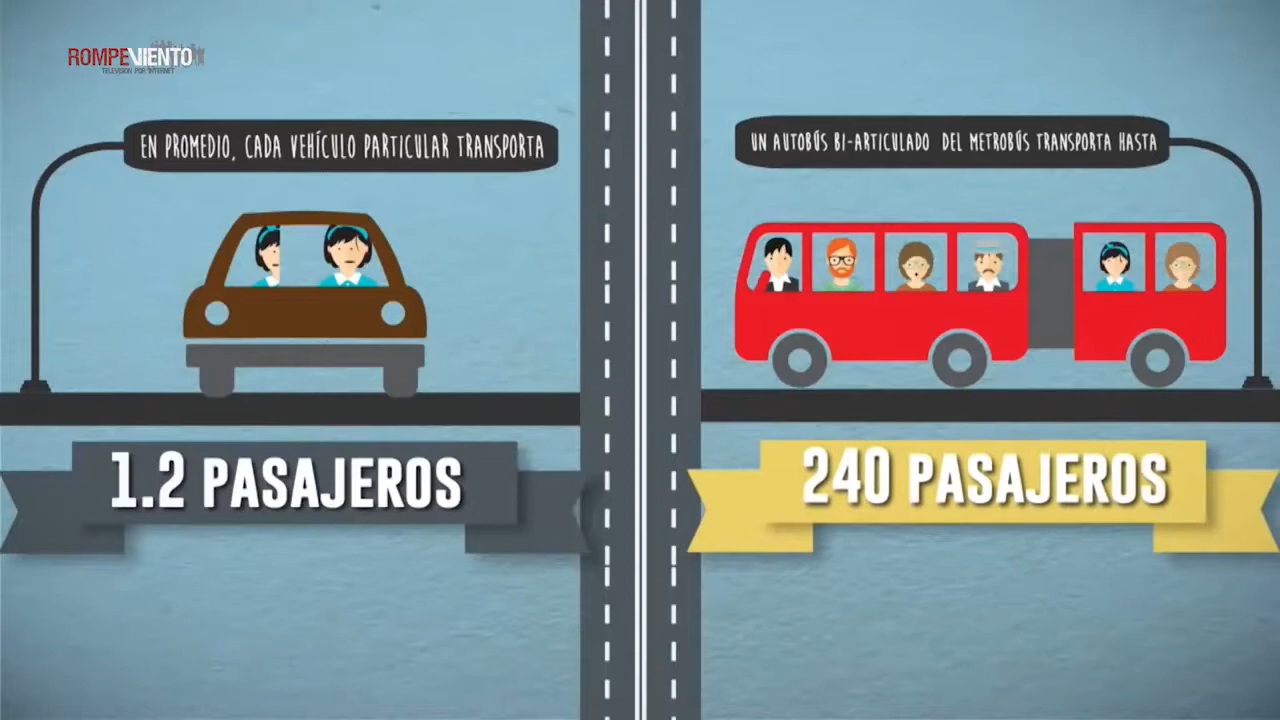 ROMPEVIENTO
TELEVISIÓN POR INTERNET
EN PROMEDIO, CADA VEHÍCULO PARTICULAR TRANSPORTA
1.2 PASAJEROS
UN AUTOBÚS BI-ARTICULADO DEL METROBÚS TRANSPORTA HASTA
240 PASAJEROS